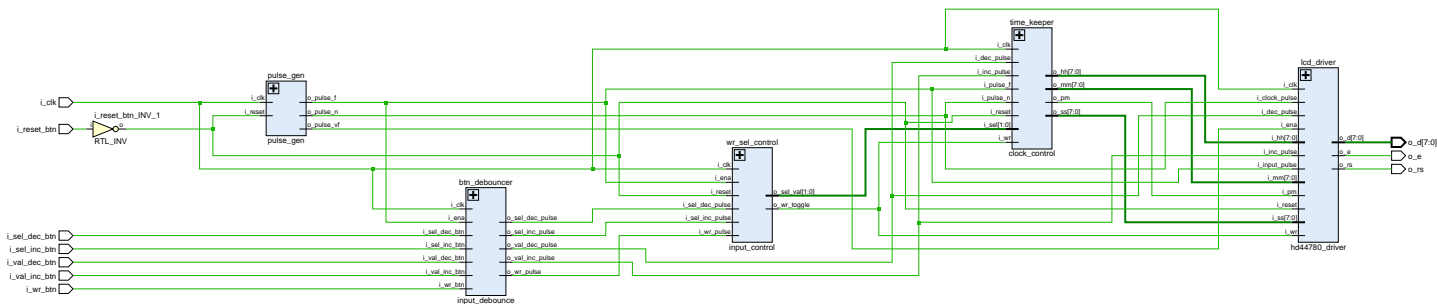 i_clk
i_reset_btn
i_sel_dec_btn
i_sel_inc_btn
i_val_dec_btn
i_val_inc_btn
i_wr_btn
i_reset_btn_INV_1
i
o
RTL_INV
pulse_gen
i_clk
i_reset
o_pulse_f
o_pulse_n
o_pulse_vf
pulse_gen
btn_debouncer
i_clk
i_ena
i_sel_dec_btn
i_sel_inc_btn
i_val_dec_btn
i_val_inc_btn
i_wr_btn
o_sel_dec_pulse
o_sel_inc_pulse
o_val_dec_pulse
o_val_inc_pulse
o_wr_pulse
input_debounce
wr_sel_control
i_clk
i_ena
i_reset
i_sel_dec_pulse
i_sel_inc_pulse
i_wr_pulse
o_sel_val[1:0]
o_wr_toggle
input_control
time_keeper
i_clk
i_dec_pulse
i_inc_pulse
i_pulse_f
i_pulse_n
i_reset
i_sel[1:0]
i_wr
o_hh[7:0]
o_mm[7:0]
o_pm
o_ss[7:0]
clock_control
lcd_driver
i_clk
i_clock_pulse
i_dec_pulse
i_ena
i_hh[7:0]
i_inc_pulse
i_input_pulse
i_mm[7:0]
i_pm
i_reset
i_ss[7:0]
i_wr
o_d[7:0]
o_e
o_rs
hd44780_driver
o_d[7:0]
o_e
o_rs